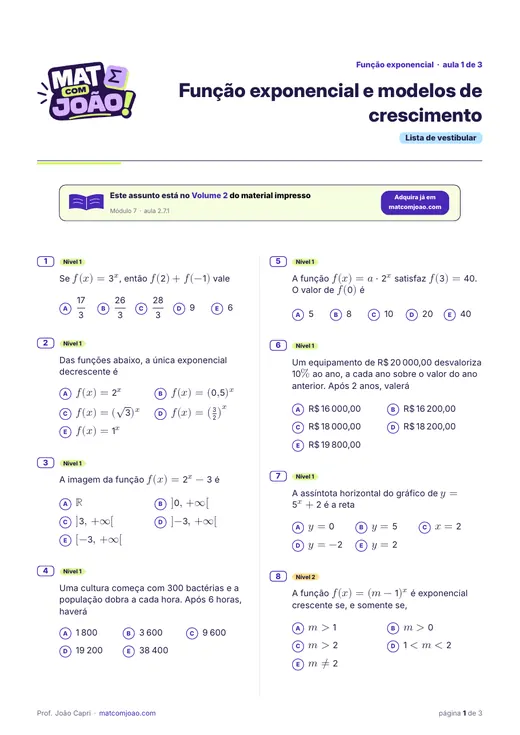 MAT Σ
COM
JOÃO!
Função exponencial · aula 1 de 3
Função exponencial e modelos de
crescimento
Lista de vestibular
Este assunto está no Volume 2 do material impresso
Módulo 7 · aula 2.7.1
Adquira já em
matcomjoao.com
1 Nível 1
Se f(x) = 3ˣ, então f(2) + f(−1) vale
A 17/3 B 26/3 C 28/3 D 9 E 6
2 Nível 1
Das funções abaixo, a única exponencial
decrescente é
A f(x) = 2ˣ B f(x) = (0,5)ˣ
C f(x) = (√3)ˣ D f(x) = (3/2)ˣ
E f(x) = 1ˣ
3 Nível 1
A imagem da função f(x) = 2ˣ − 3 é
A ℝ B ]0, +∞[
C ]3, +∞[ D ]−3, +∞[
E [−3, +∞[
4 Nível 1
Uma cultura começa com 300 bactérias e a
população dobra a cada hora. Após 6 horas,
haverá
A 1 800 B 3 600 C 9 600
D 19 200 E 38 400
5 Nível 1
A função f(x) = a · 2ˣ satisfaz f(3) = 40.
O valor de f(0) é
A 5 B 8 C 10 D 20 E 40
6 Nível 1
Um equipamento de R$ 20 000,00 desvaloriza
10% ao ano, a cada ano sobre o valor do ano
anterior. Após 2 anos, valerá
A R$ 16 000,00 B R$ 16 200,00
C R$ 18 000,00 D R$ 18 200,00
E R$ 19 800,00
7 Nível 1
A assíntota horizontal do gráfico de y =
5ˣ + 2 é a reta
A y = 0 B y = 5 C x = 2
D y = −2 E y = 2
8 Nível 2
A função f(x) = (m − 1)ˣ é exponencial
crescente se, e somente se,
A m > 1 B m > 0
C m > 2 D 1 < m < 2
E m ≠ 2
Prof. João Capri · matcomjoao.com
página 1 de 3